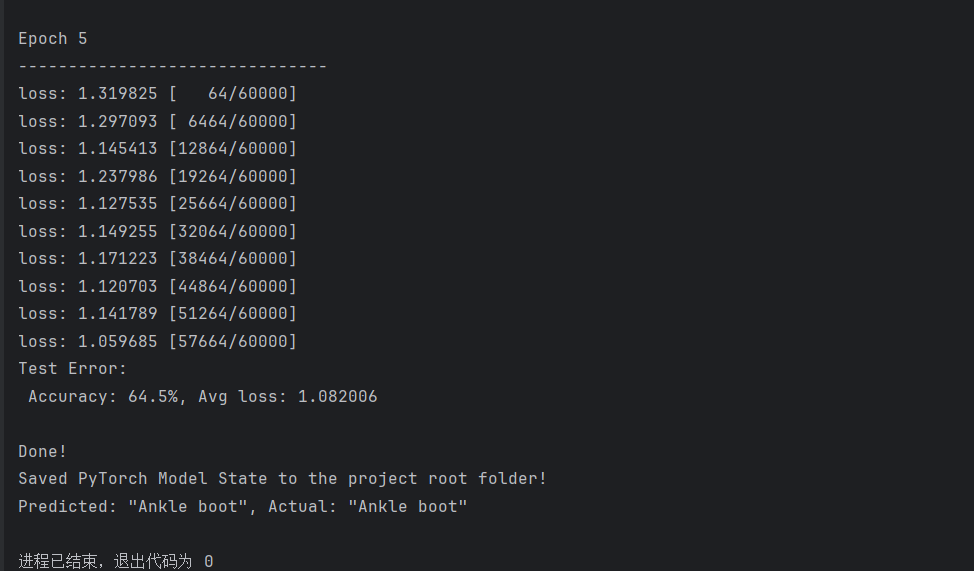 Epoch 5
-------------------------------
loss: 1.319825 [   64/60000]
loss: 1.297093 [ 6464/60000]
loss: 1.145413 [12864/60000]
loss: 1.237986 [19264/60000]
loss: 1.127535 [25664/60000]
loss: 1.149255 [32064/60000]
loss: 1.171223 [38464/60000]
loss: 1.120703 [44864/60000]
loss: 1.141789 [51264/60000]
loss: 1.059685 [57664/60000]
Test Error:
 Accuracy: 64.5%, Avg loss: 1.082006
Done!
Saved PyTorch Model State to the project root folder!
Predicted: "Ankle boot", Actual: "Ankle boot"
进程已结束，退出代码为 0